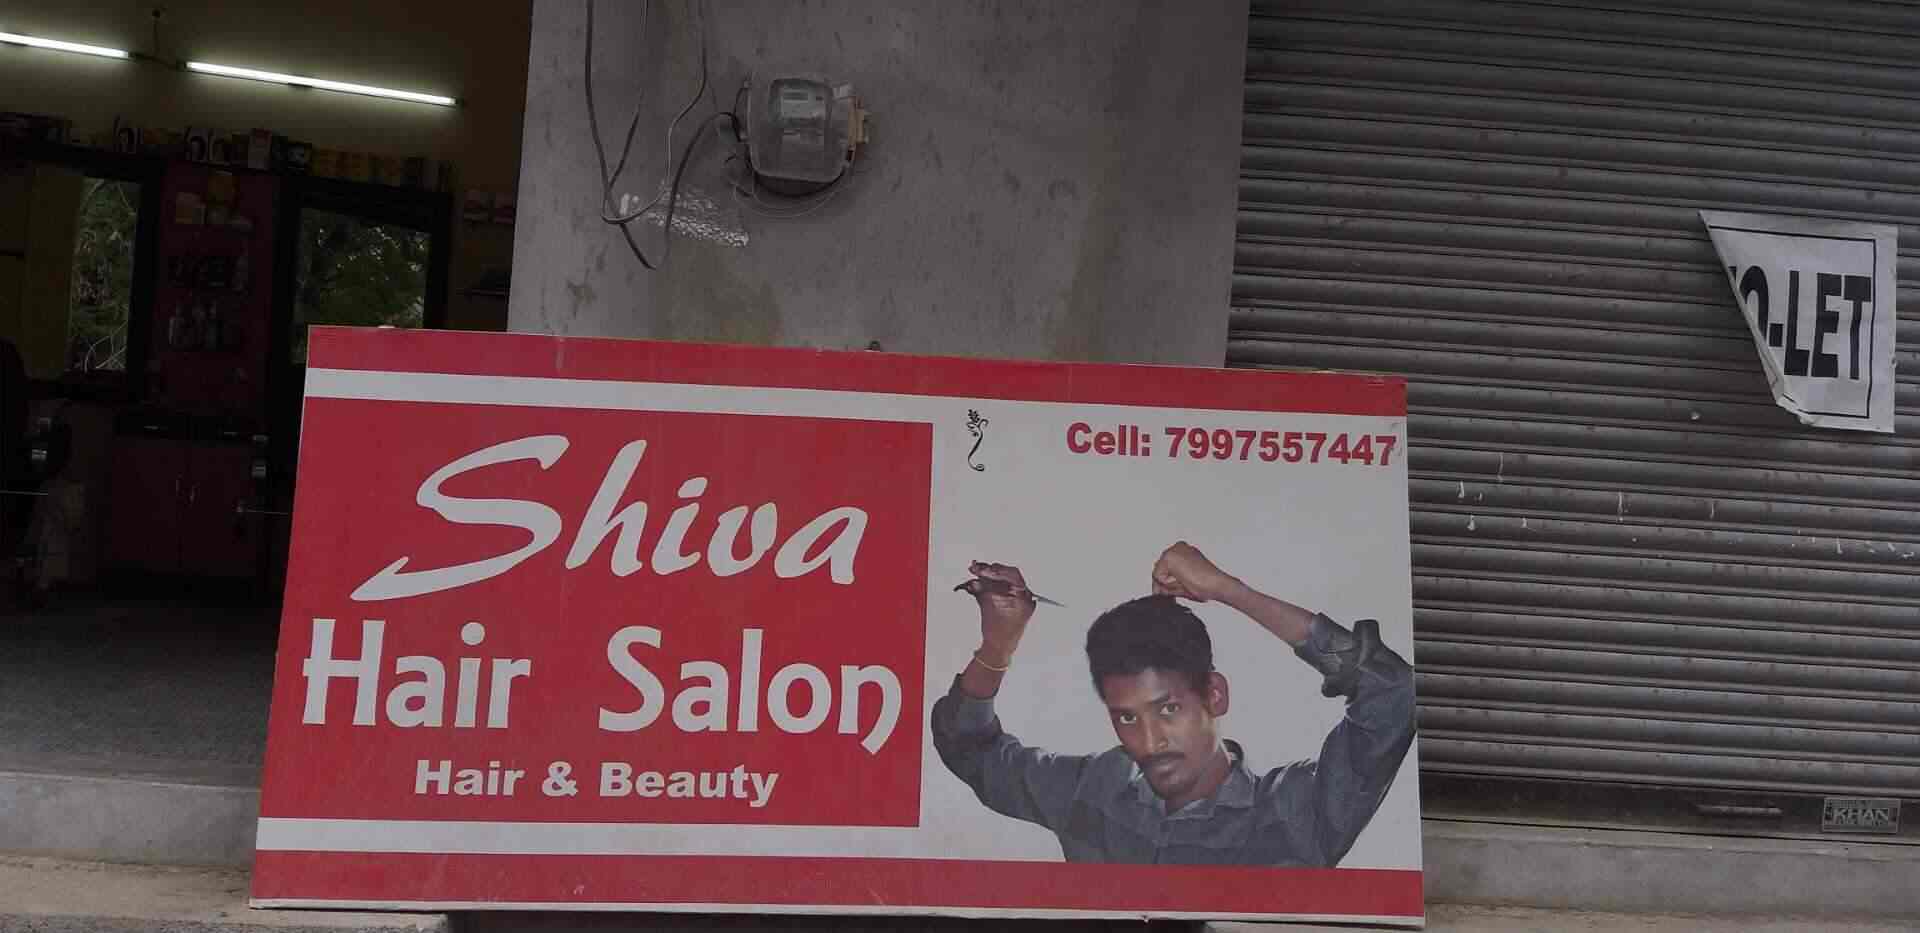 Shiva
Hair Salon
Hair & Beauty
Cell: 7997557447
O-LET
KHAN